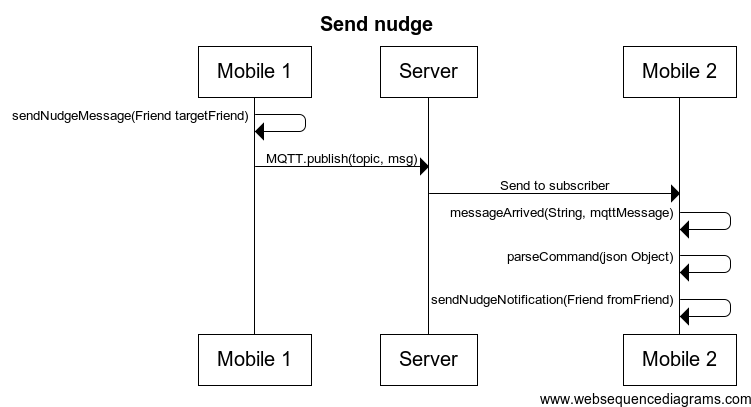 Send nudge
Mobile 1
Server
Mobile 2
sendNudgeMessage(Friend targetFriend)
MQTT.publish(topic, msg)
Send to subscriber
messageArrived(String, mqttMessage)
parseCommand(json Object)
sendNudgeNotification(Friend fromFriend)
Mobile 1
Server
Mobile 2
www.websequencediagrams.com